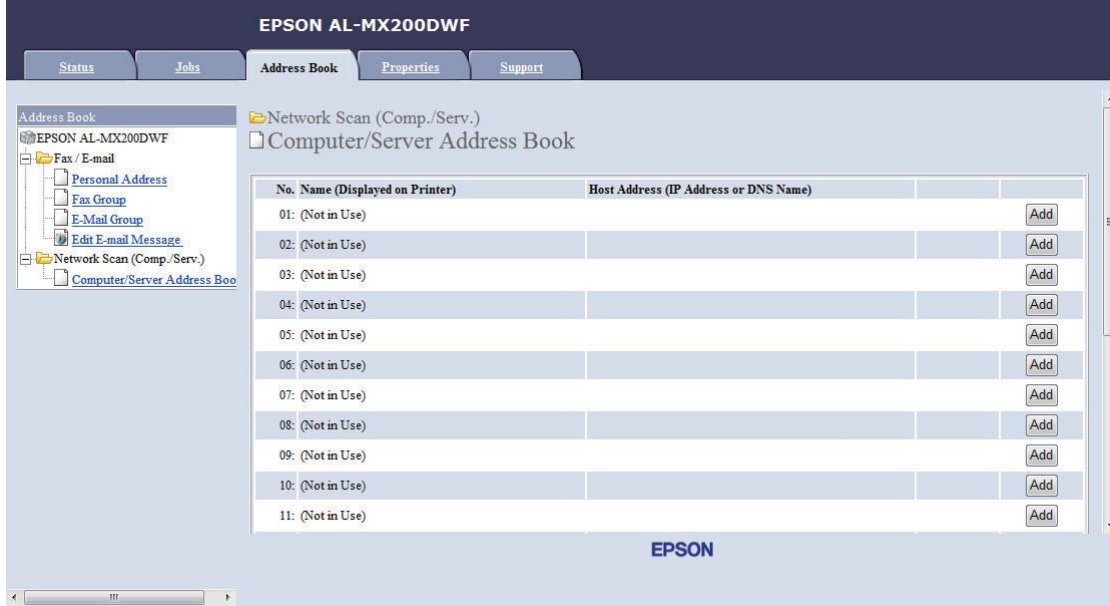 EPSON AL-MX200DWF
Status Jobs Address Book Properties Support
Address Book
EPSON AL-MX200DWF
Fax / E-mail
Personal Address
Fax Group
E-Mail Group
Edit E-mail Message
Network Scan (Comp./Serv.)
Computer/Server Address Boo
Network Scan (Comp./Serv.)
Computer/Server Address Book
No. Name (Displayed on Printer) Host Address (IP Address or DNS Name)
01: (Not in Use) Add
02: (Not in Use) Add
03: (Not in Use) Add
04: (Not in Use) Add
05: (Not in Use) Add
06: (Not in Use) Add
07: (Not in Use) Add
08: (Not in Use) Add
09: (Not in Use) Add
10: (Not in Use) Add
11: (Not in Use) Add
EPSON